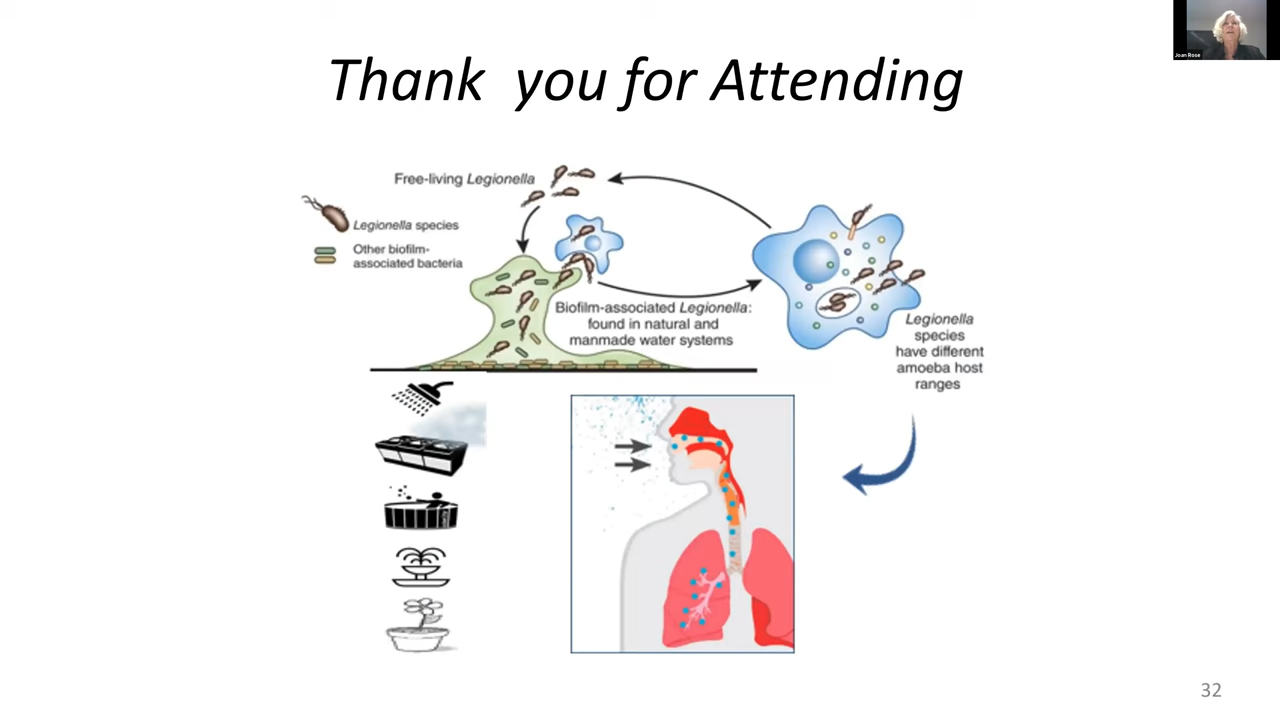 Joan Rose
Thank you for Attending
Free-living Legionella
Legionella species
Other biofilm-
associated bacteria
Biofilm-associated Legionella:
found in natural and
manmade water systems
Legionella
species
have different
amoeba host
ranges
32